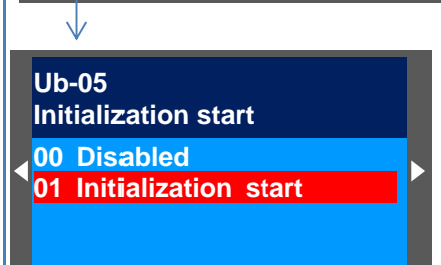 Ub-05
Initialization start
00 Disabled
01 Initialization start